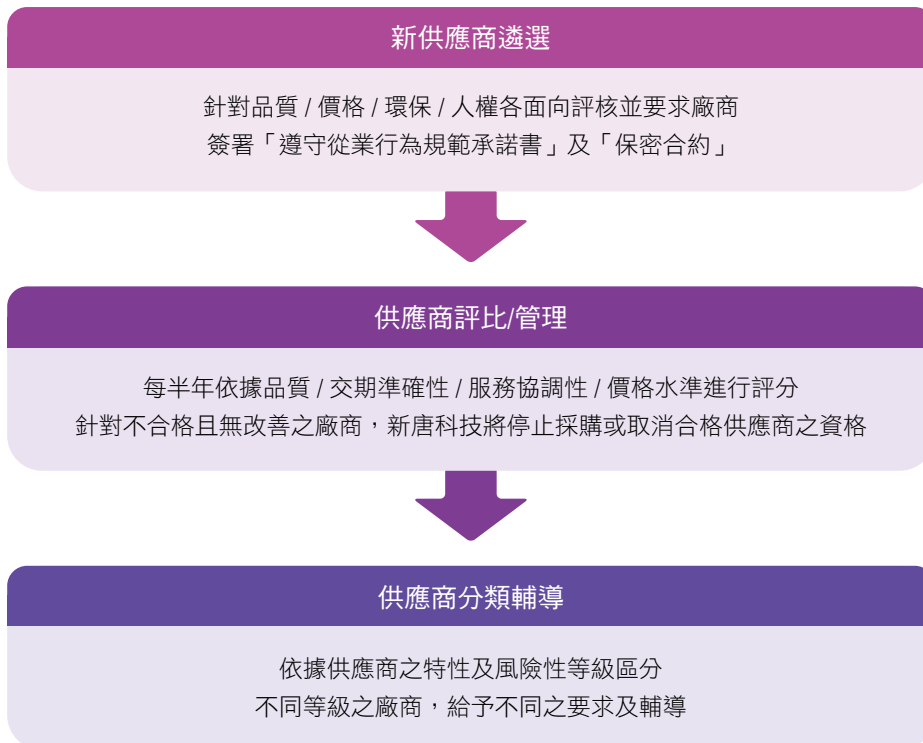 新供應商遴選
針對品質 / 價格 / 環保 / 人權各面向評核並要求廠商
簽署「遵守從業行為規範承諾書」及「保密合約」
供應商評比/管理
每半年依據品質 / 交期準確性 / 服務協調性 / 價格水準進行評分
針對不合格且無改善之廠商，新唐科技將停止採購或取消合格供應商之資格
供應商分類輔導
依據供應商之特性及風險性等級區分
不同等級之廠商，給予不同之要求及輔導